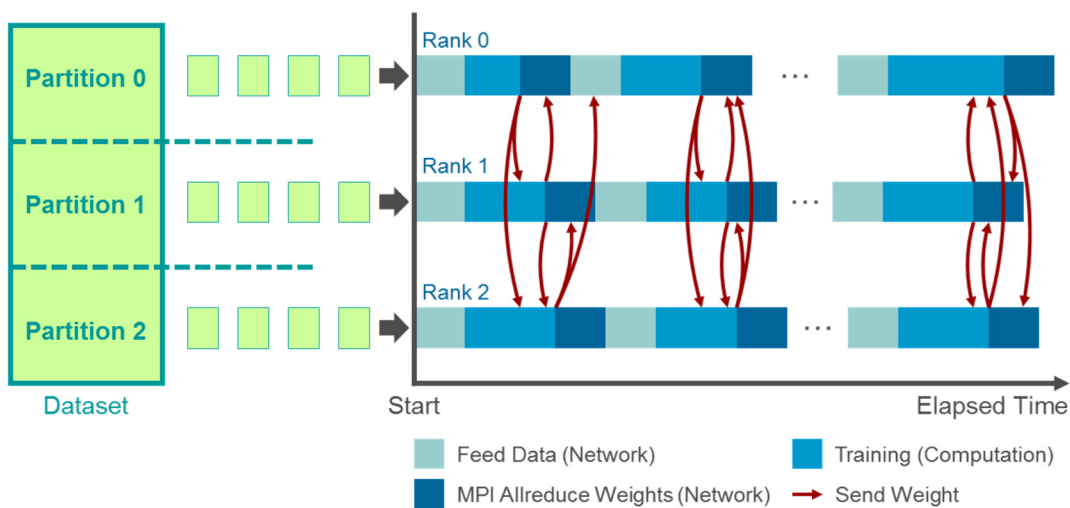 Partition 0
Partition 1
Partition 2
Dataset
Rank 0
...
Rank 1
...
Rank 2
...
Start
Elapsed Time
Feed Data (Network)
Training (Computation)
MPI Allreduce Weights (Network)
Send Weight